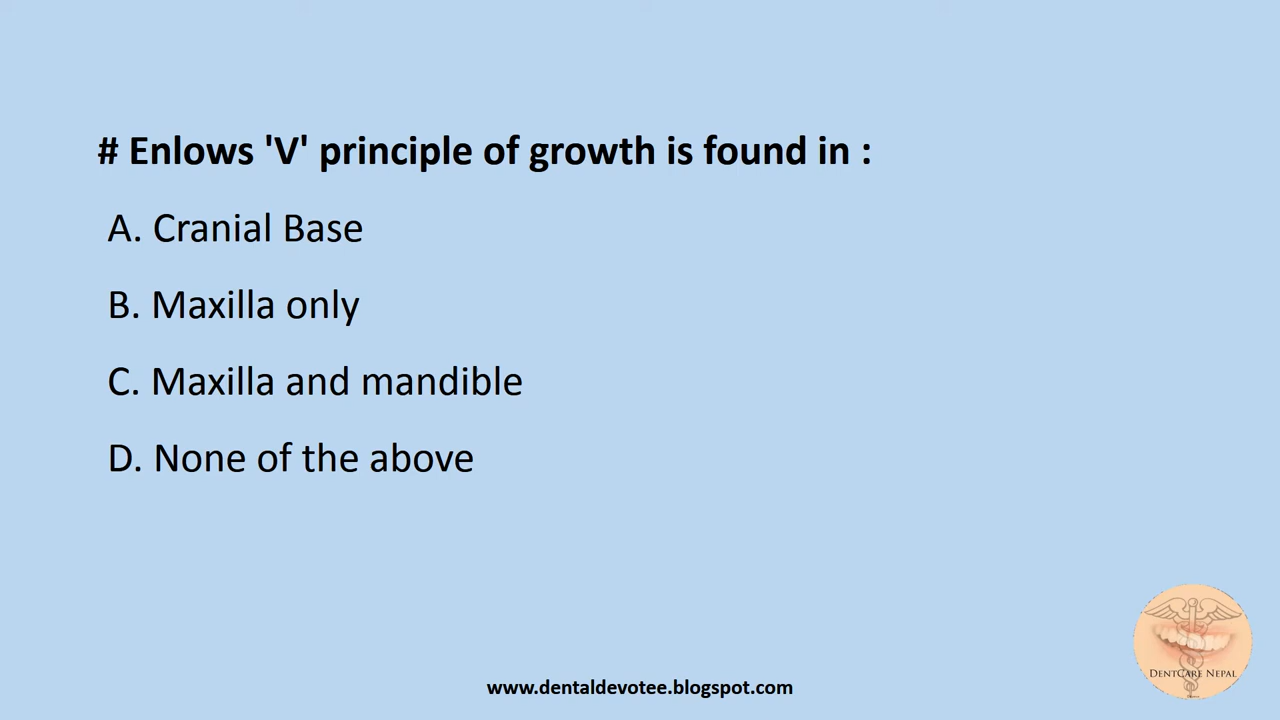 # Enlows 'V' principle of growth is found in :
A. Cranial Base
B. Maxilla only
C. Maxilla and mandible
D. None of the above
DENTCARE NEPAL
www.dentaldevotee.blogspot.com